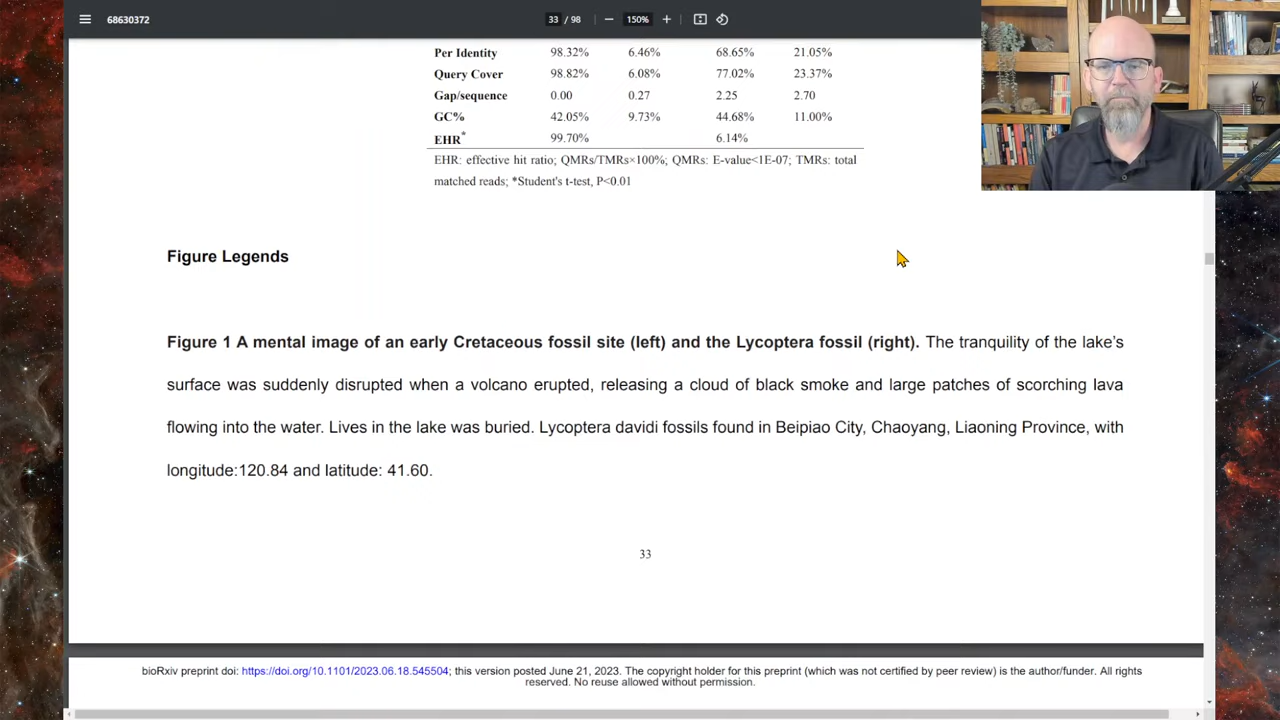 68630372
33 / 98
150%
Per Identity 98.32% 6.46% 68.65% 21.05%
Query Cover 98.82% 6.08% 77.02% 23.37%
Gap/sequence 0.00 0.27 2.25 2.70
GC% 42.05% 9.73% 44.68% 11.00%
EHR* 99.70% 6.14%
EHR: effective hit ratio; QMRs/TMRs×100%; QMRs: E-value<1E-07; TMRs: total
matched reads; *Student's t-test, P<0.01
Figure Legends
Figure 1 A mental image of an early Cretaceous fossil site (left) and the Lycoptera fossil (right). The tranquility of the lake's
surface was suddenly disrupted when a volcano erupted, releasing a cloud of black smoke and large patches of scorching lava
flowing into the water. Lives in the lake was buried. Lycoptera davidi fossils found in Beipiao City, Chaoyang, Liaoning Province, with
longitude:120.84 and latitude: 41.60.
33
bioRxiv preprint doi: https://doi.org/10.1101/2023.06.18.545504; this version posted June 21, 2023. The copyright holder for this preprint (which was not certified by peer review) is the author/funder. All rights
reserved. No reuse allowed without permission.